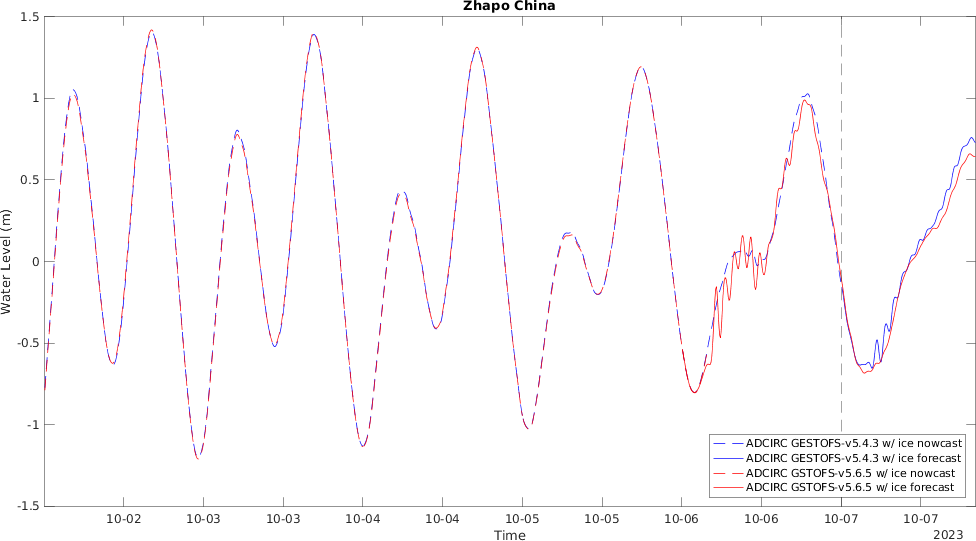 Zhapo China
1.5
1
0.5
0
-0.5
-1
-1.5
Water Level (m)
ADCIRC GESTOFS-v5.4.3 w/ ice nowcast
ADCIRC GESTOFS-v5.4.3 w/ ice forecast
ADCIRC GSTOFS-v5.6.5 w/ ice nowcast
ADCIRC GSTOFS-v5.6.5 w/ ice forecast
10-02 10-03 10-03 10-04 10-04 10-05 10-05 10-06 10-06 10-07 10-07
Time
2023